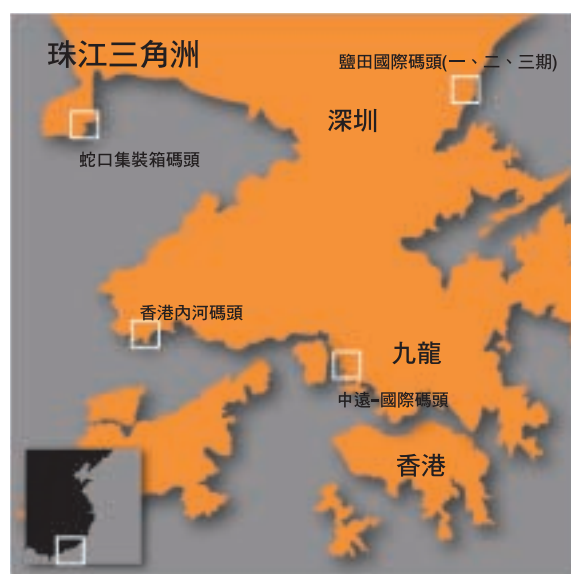 珠江三角洲
鹽田國際碼頭(一、二、三期)
深圳
蛇口集裝箱碼頭
香港內河碼頭
九龍
中遠-國際碼頭
香港